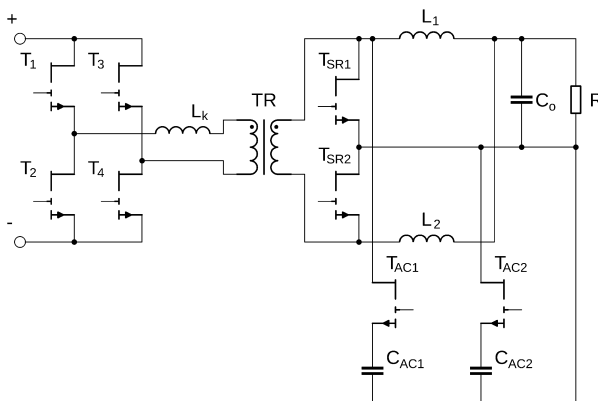 +
L1
T1
T3
TSR1
TR
Lk
Co
R
TSR2
T2
T4
L2
-
TAC1
TAC2
CAC1
CAC2